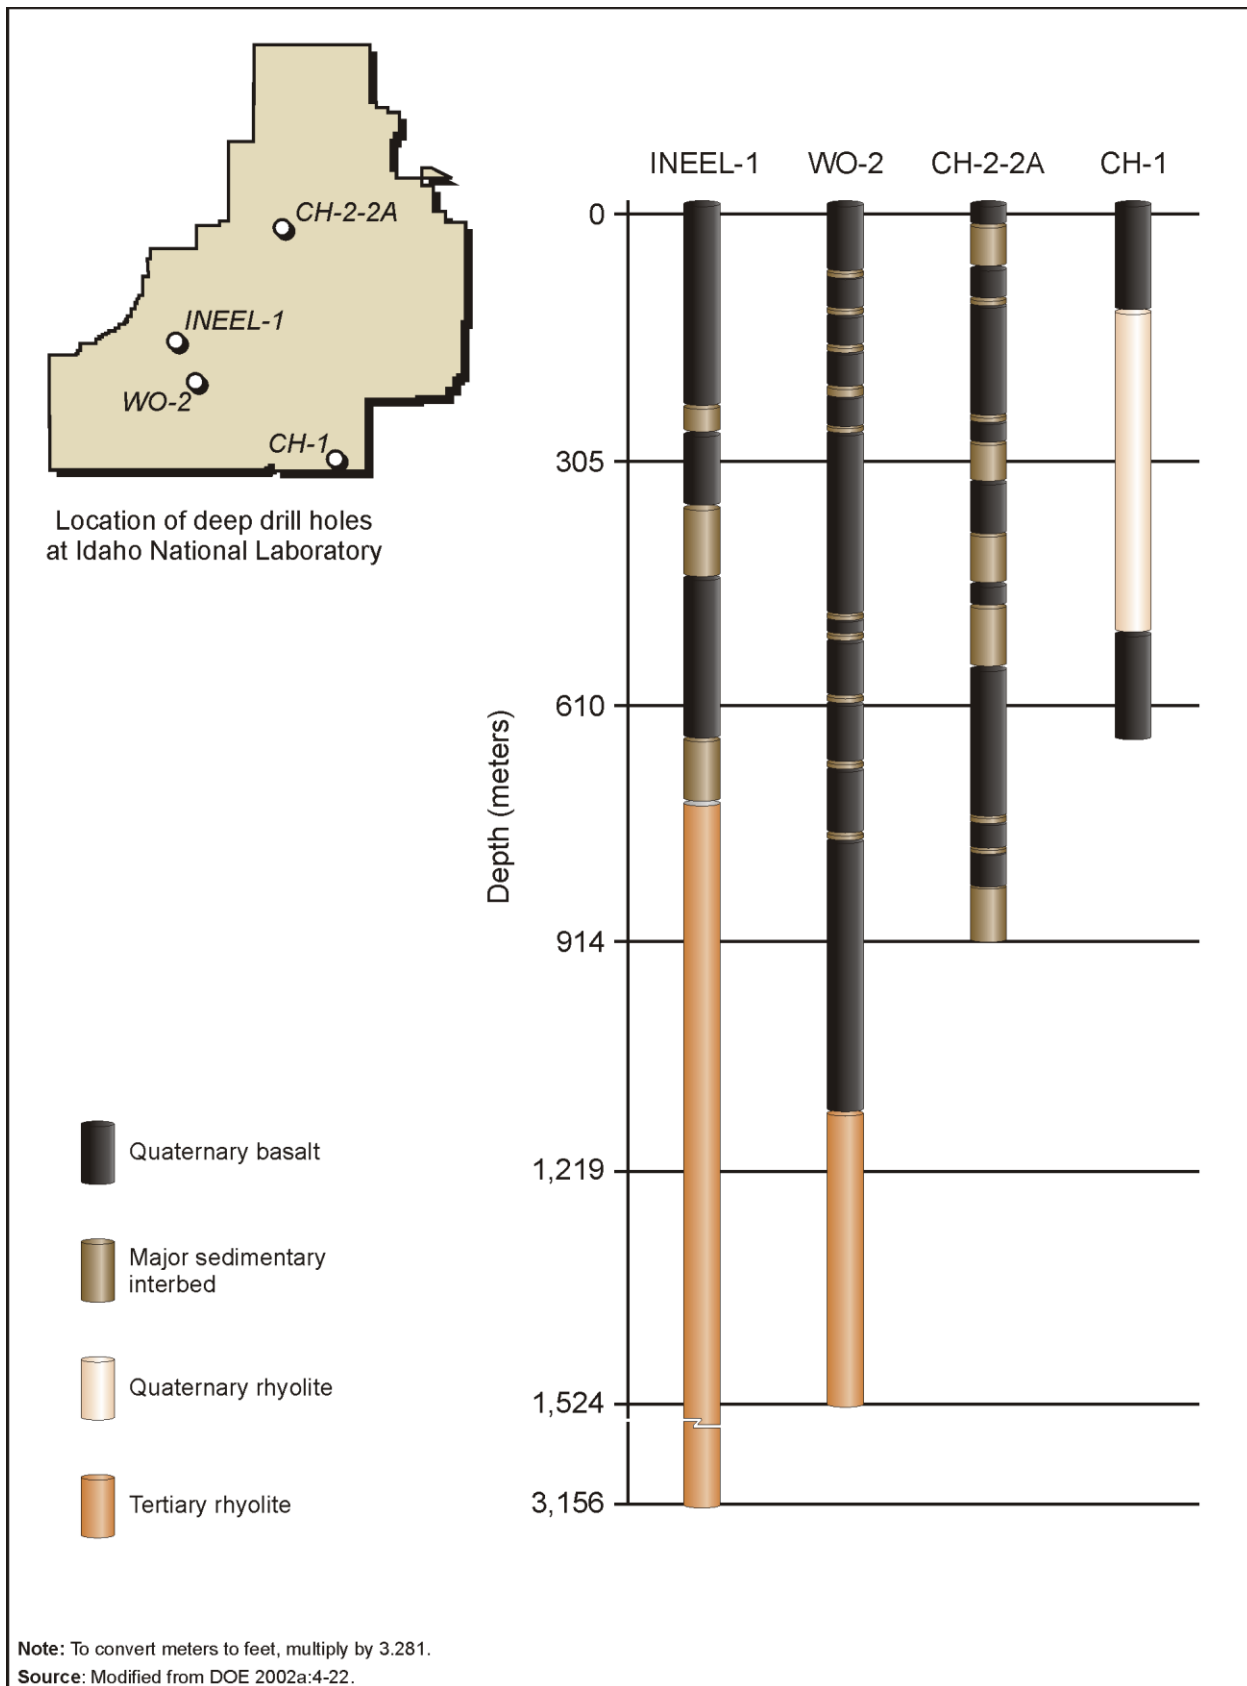 INEEL-1 WO-2 CH-2-2A CH-1
CH-2-2A
INEEL-1
WO-2
CH-1
Location of deep drill holes
at Idaho National Laboratory
Depth (meters)
0
305
610
914
1,219
1,524
3,156
Quaternary basalt
Major sedimentary
interbed
Quaternary rhyolite
Tertiary rhyolite
Note: To convert meters to feet, multiply by 3.281.
Source: Modified from DOE 2002a:4-22.